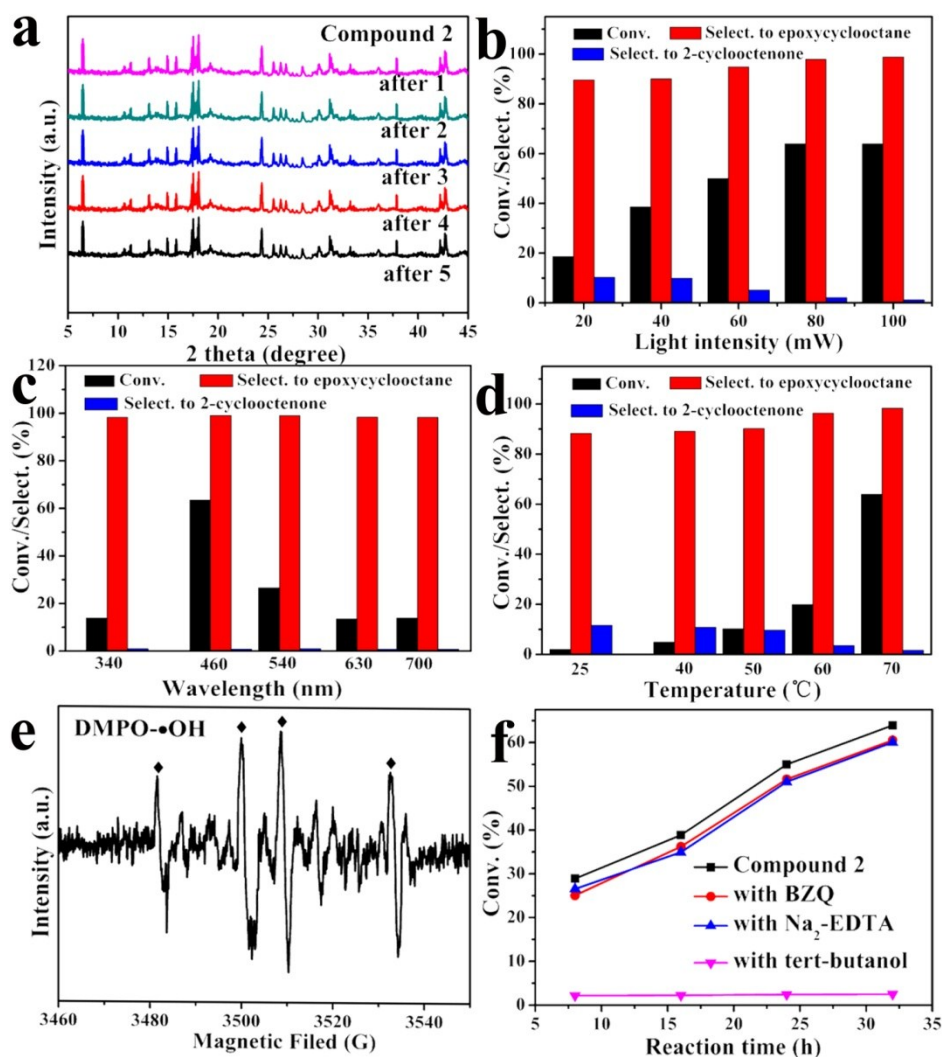 a
Compound 2
after 1
after 2
after 3
after 4
after 5
Intensity (a.u.)
5 10 15 20 25 30 35 40 45
2 theta (degree)
b
Conv. Select. to epoxycyclooctane
Select. to 2-cyclooctenone
Conv./Select. (%)
100
80
60
40
20
0
20 40 60 80 100
Light intensity (mW)
c
Conv. Select. to epoxycyclooctane
Select. to 2-cyclooctenone
Conv./Select. (%)
120
100
80
60
40
20
0
340 460 540 630 700
Wavelength (nm)
d
Conv. Select. to epoxycyclooctane
Select. to 2-cyclooctenone
Conv./Select. (%)
100
80
60
40
20
0
25 40 50 60 70
Temperature (℃)
e
DMPO-•OH
Intensity (a.u.)
3460 3480 3500 3520 3540
Magnetic Filed (G)
f
Conv. (%)
60
50
40
30
20
10
0
Compound 2
with BZQ
with Na₂-EDTA
with tert-butanol
5 10 15 20 25 30 35
Reaction time (h)